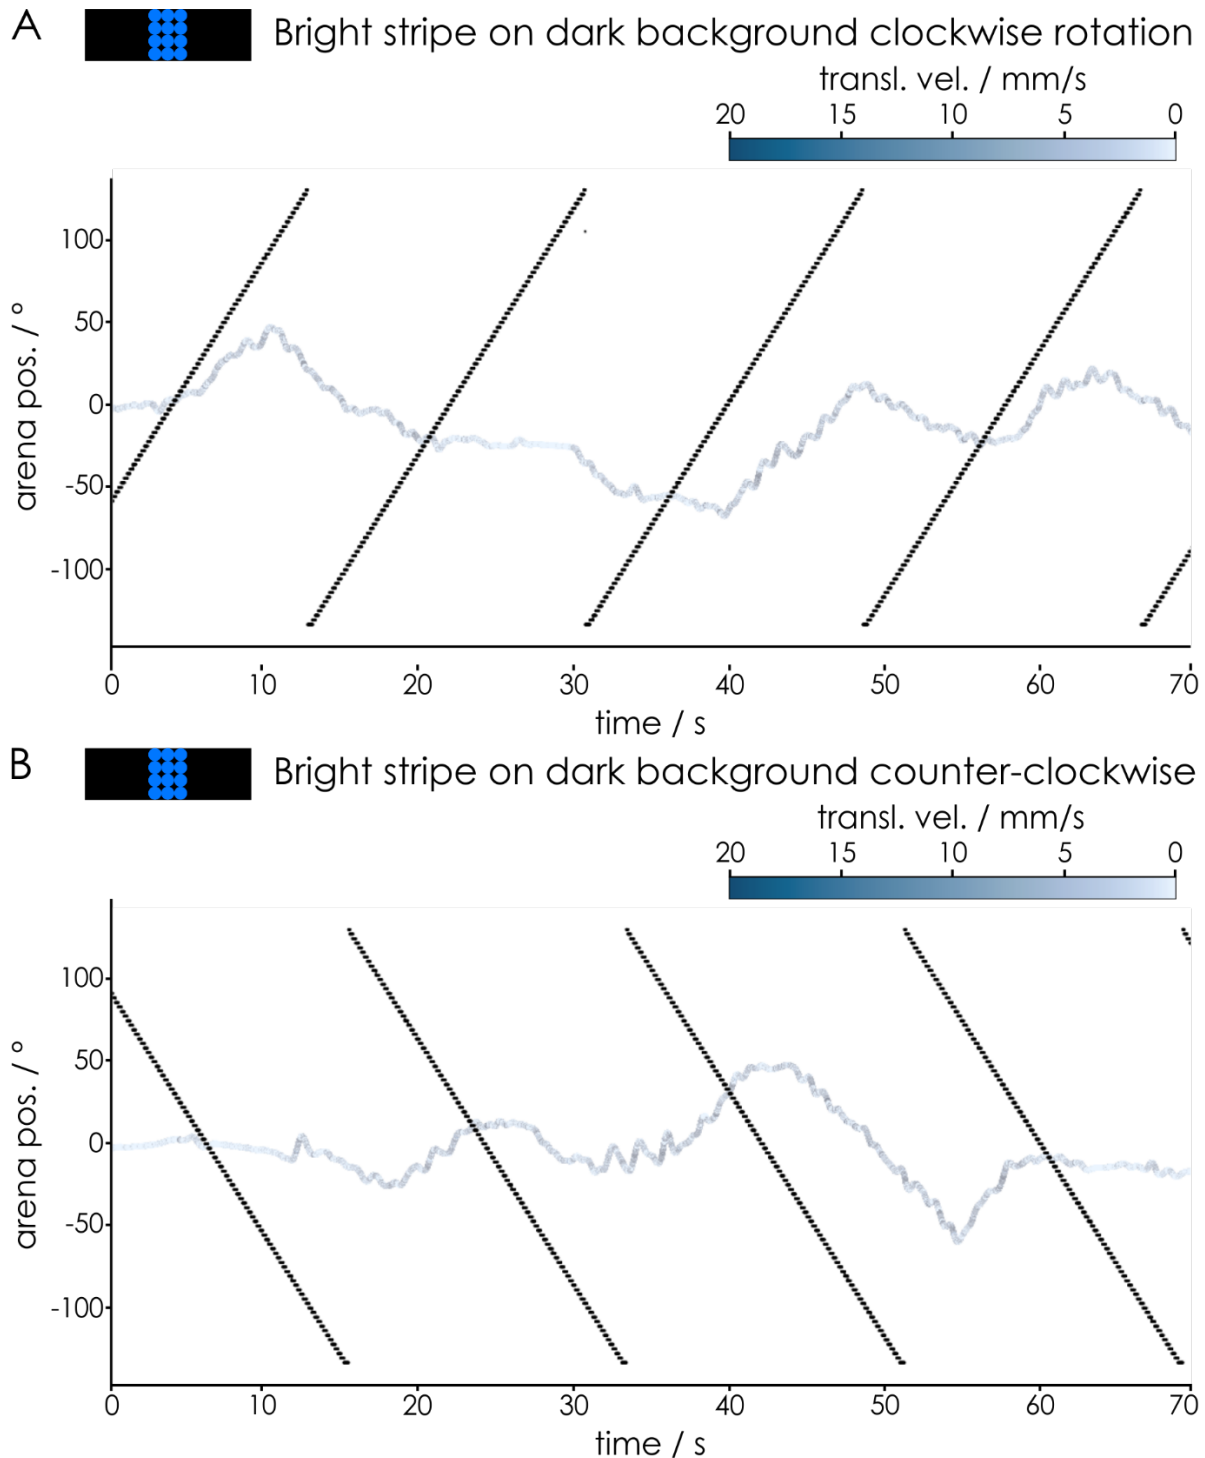 A
Bright stripe on dark background clockwise rotation
transl. vel. / mm/s
20 15 10 5 0
100
50
0
-50
-100
arena pos. / °
0 10 20 30 40 50 60 70
time / s
B
Bright stripe on dark background counter-clockwise
transl. vel. / mm/s
20 15 10 5 0
100
50
0
-50
-100
arena pos. / °
0 10 20 30 40 50 60 70
time / s